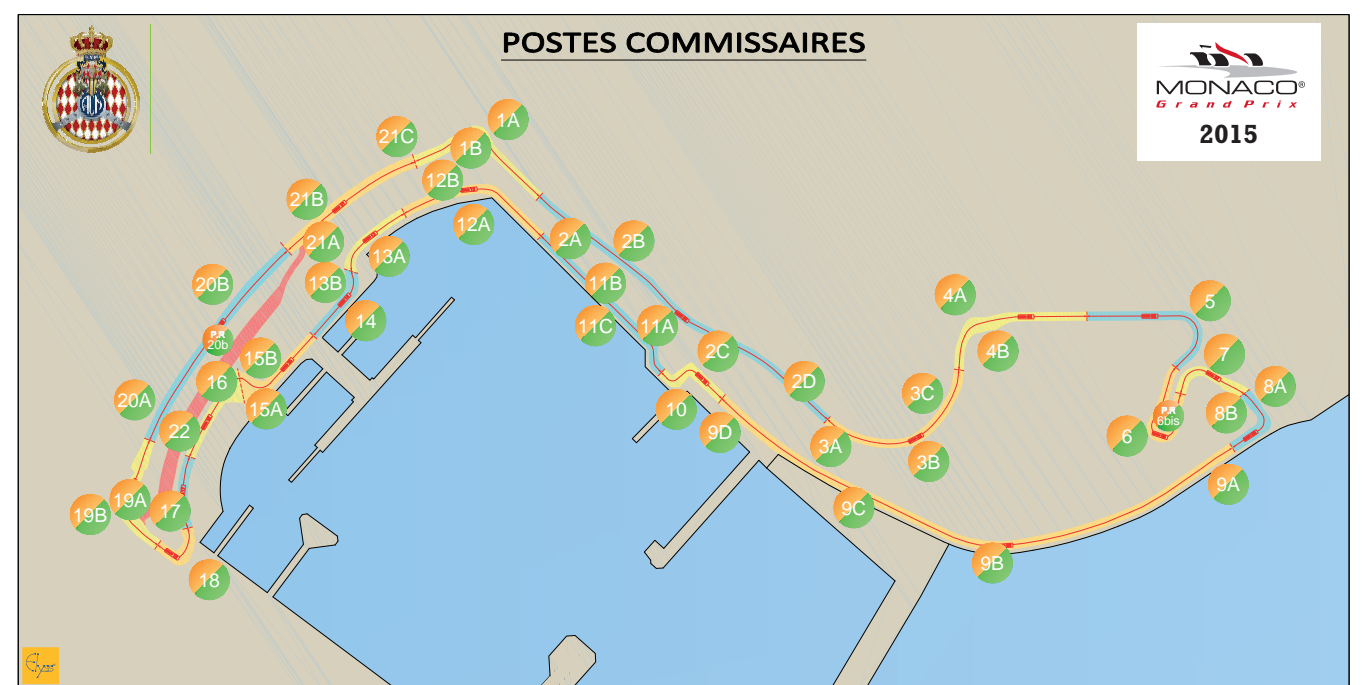 POSTES COMMISSAIRES
MONACO®
Grand Prix
2015
1A
21C
1B
12B
21B
12A
21A
2A
2B
13A
20B
13B
11B
4A
5
14
11C
11A
P.R
20b
15B
2C
4B
7
16
2D
8A
20A
15A
3C
10
P.R
6bis
8B
22
9D
6
3A
3B
19A
9A
19B
17
9C
9B
18